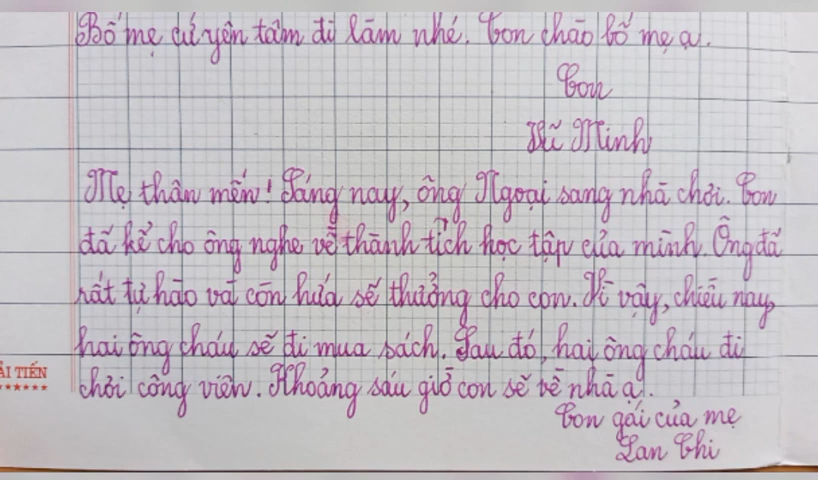 Bố mẹ cứ yên tâm đi làm nhé. Con chào bố mẹ ạ.
Con
Vũ Minh
Mẹ thân mến! Sáng nay, ông Ngoại sang nhà chơi. Con
đã kể cho ông nghe về thành tích học tập của mình. Ông đã
rất tự hào và còn hứa sẽ thưởng cho con. Vì vậy, chiều nay,
hai ông cháu sẽ đi mua sách. Sau đó, hai ông cháu đi
chơi công viên. Khoảng sáu giờ con sẽ về nhà ạ!.
ẢI TIẾN
Con gái của mẹ
Lan Chi